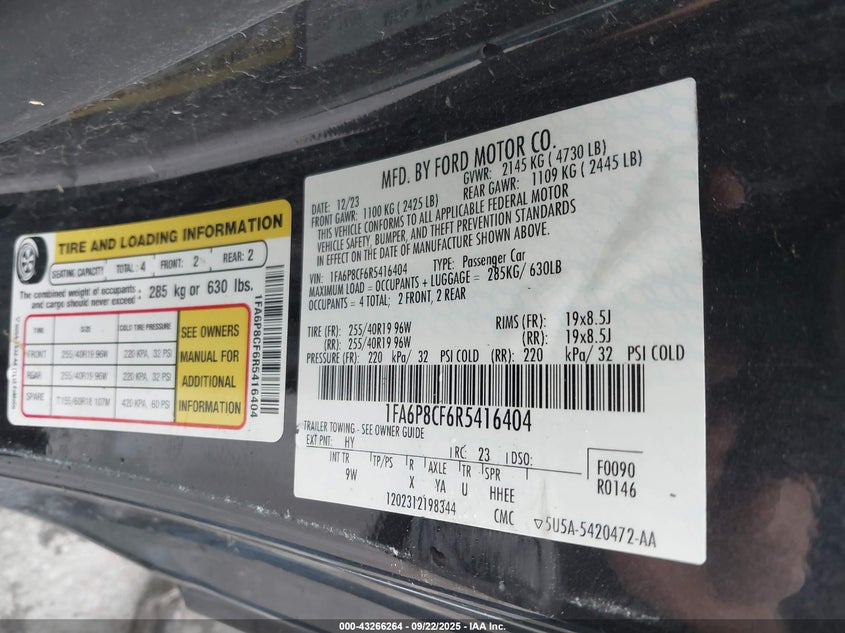 TIRE AND LOADING INFORMATION
SEATING CAPACITY TOTAL: 4 FRONT: 2 REAR: 2
The combined weight of occupants and cargo should never exceed: 285 kg or 630 lbs.
TIRE SIZE COLD TIRE PRESSURE
FRONT 255/40R19 96W 220 KPA, 32 PSI
REAR 255/40R19 96W 220 KPA, 32 PSI
SPARE T155/60R18 107M 420 KPA, 60 PSI
SEE OWNERS
MANUAL FOR
ADDITIONAL
INFORMATION
1FA6P8CF6R5416404
MFD. BY FORD MOTOR CO.
DATE: 12/23 GVWR: 2145 KG ( 4730 LB)
FRONT GAWR: 1100 KG ( 2425 LB) REAR GAWR: 1109 KG ( 2445 LB)
THIS VEHICLE CONFORMS TO ALL APPLICABLE FEDERAL MOTOR
VEHICLE SAFETY, BUMPER, AND THEFT PREVENTION STANDARDS
IN EFFECT ON THE DATE OF MANUFACTURE SHOWN ABOVE.
VIN: 1FA6P8CF6R5416404 TYPE: Passenger Car
MAXIMUM LOAD = OCCUPANTS + LUGGAGE = 285KG/ 630LB
OCCUPANTS = 4 TOTAL; 2 FRONT, 2 REAR
TIRE (FR): 255/40R19 96W RIMS (FR): 19x8.5J
(RR): 255/40R19 96W (RR): 19x8.5J
PRESSURE (FR): 220 kPa/ 32 PSI COLD (RR): 220 kPa/ 32 PSI COLD
1FA6P8CF6R5416404
TRAILER TOWING - SEE OWNER GUIDE
EXT PNT: HY RC: 23 DSO: F0090
INT TR TP/PS R AXLE TR SPR R0146
9W X YA U HHEE
1202312198344 CMC 5U5A-5420472-AA
000-43266264 - 09/22/2025 - IAA Inc.